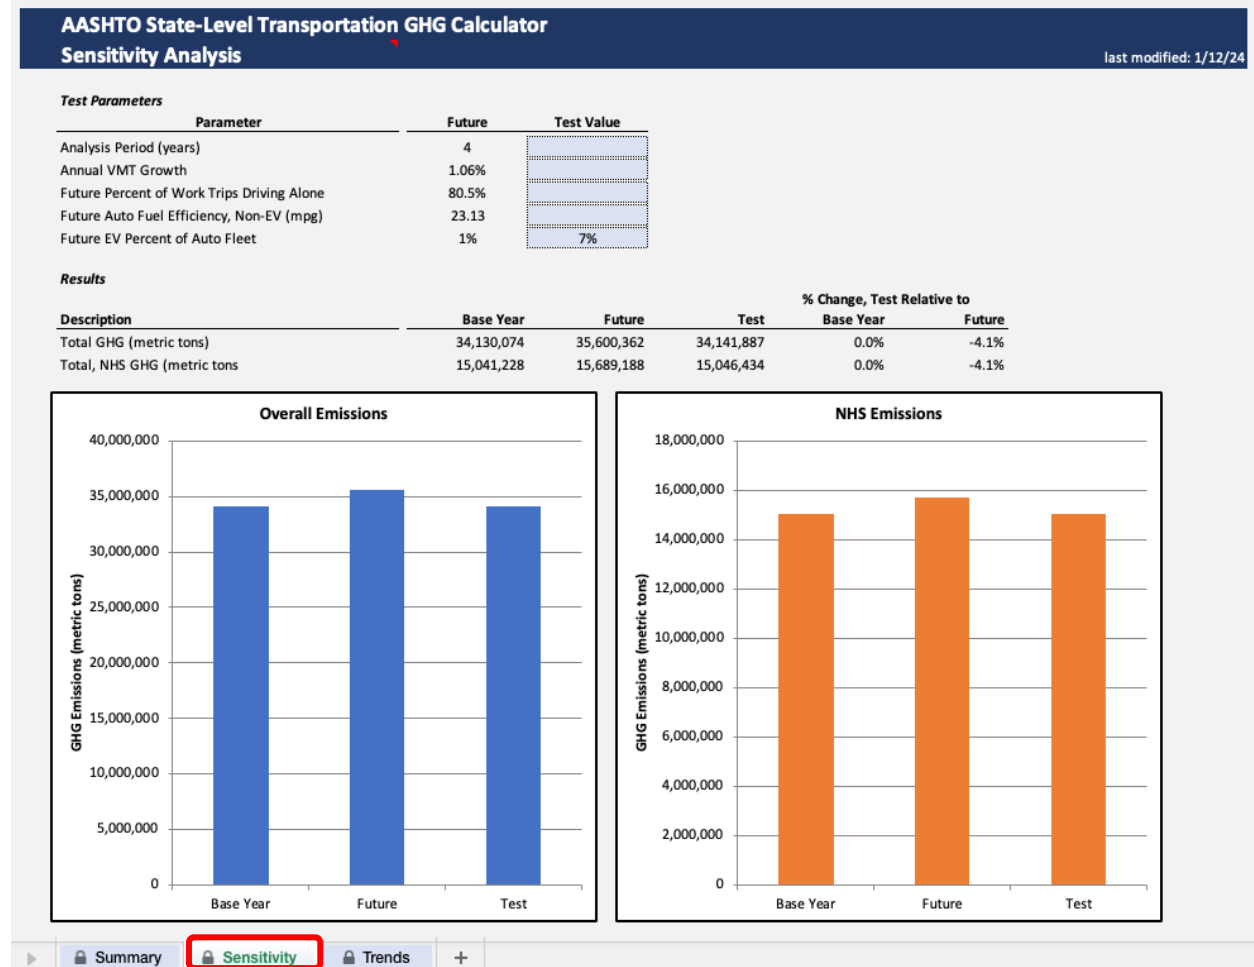 AASHTO State-Level Transportation GHG Calculator
Sensitivity Analysis
last modified: 1/12/24
Test Parameters
Parameter Future Test Value
Analysis Period (years) 4
Annual VMT Growth 1.06%
Future Percent of Work Trips Driving Alone 80.5%
Future Auto Fuel Efficiency, Non-EV (mpg) 23.13
Future EV Percent of Auto Fleet 1% 7%
Results
% Change, Test Relative to
Description Base Year Future Test Base Year Future
Total GHG (metric tons) 34,130,074 35,600,362 34,141,887 0.0% -4.1%
Total, NHS GHG (metric tons 15,041,228 15,689,188 15,046,434 0.0% -4.1%
Overall Emissions
GHG Emissions (metric tons)
40,000,000
35,000,000
30,000,000
25,000,000
20,000,000
15,000,000
10,000,000
5,000,000
0
Base Year Future Test
NHS Emissions
GHG Emissions (metric tons)
18,000,000
16,000,000
14,000,000
12,000,000
10,000,000
8,000,000
6,000,000
4,000,000
2,000,000
0
Base Year Future Test
Summary Sensitivity Trends +